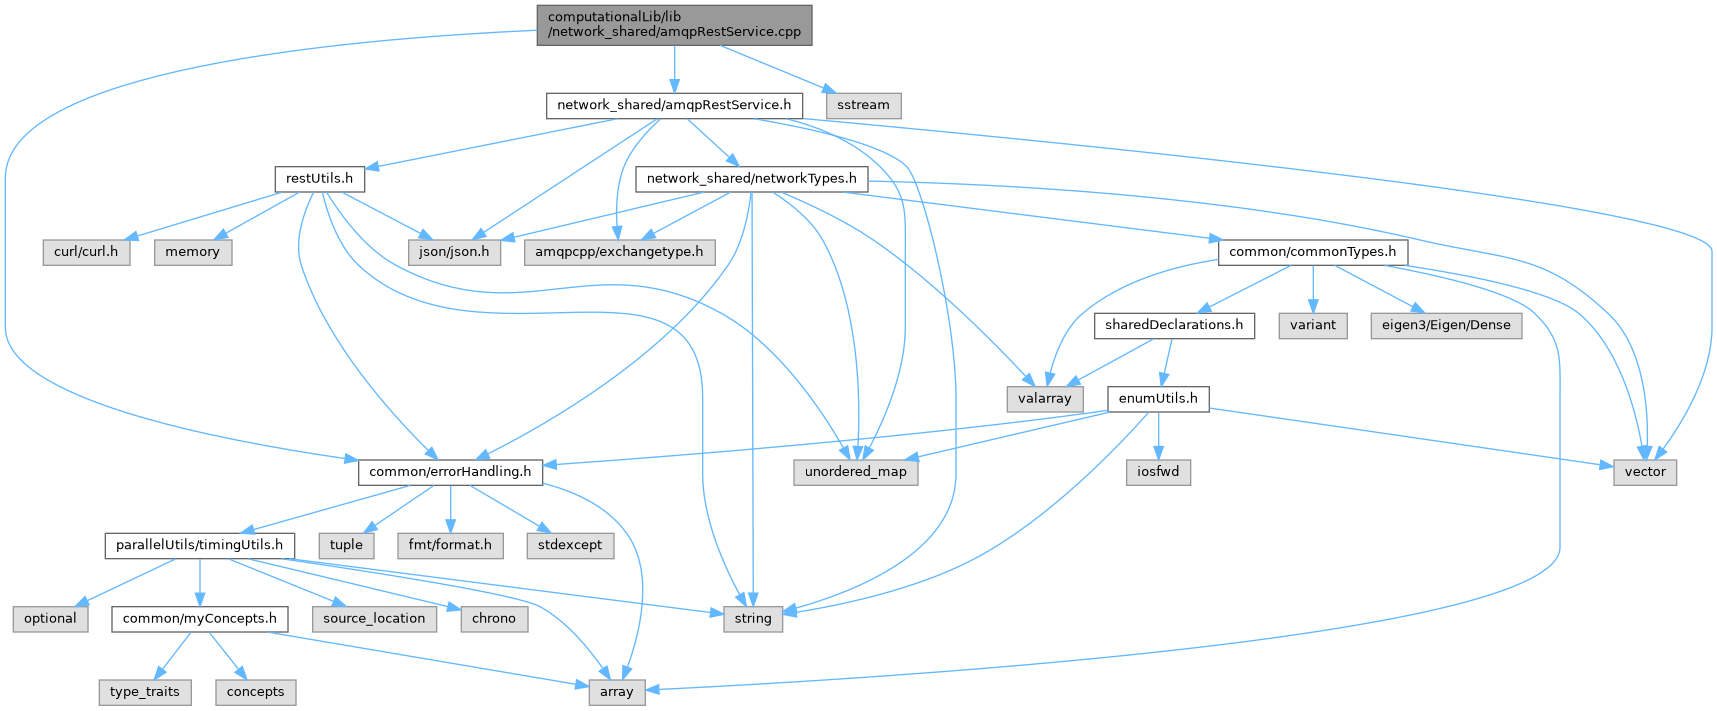 computationalLib/lib
/network_shared/amqpRestService.cpp
network_shared/amqpRestService.h
sstream
restUtils.h
network_shared/networkTypes.h
curl/curl.h
memory
json/json.h
amqpcpp/exchangetype.h
common/commonTypes.h
sharedDeclarations.h
variant
eigen3/Eigen/Dense
valarray
enumUtils.h
common/errorHandling.h
unordered_map
iosfwd
vector
parallelUtils/timingUtils.h
tuple
fmt/format.h
stdexcept
optional
common/myConcepts.h
source_location
chrono
string
type_traits
concepts
array